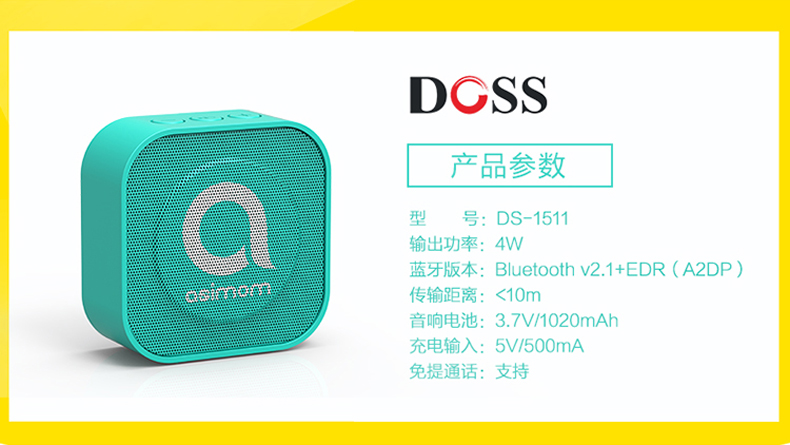 DOSS
产品参数
型 号：DS-1511
输出功率：4W
蓝牙版本：Bluetooth v2.1+EDR（A2DP）
传输距离：<10m
音响电池：3.7V/1020mAh
充电输入：5V/500mA
免提通话：支持
a
asimom